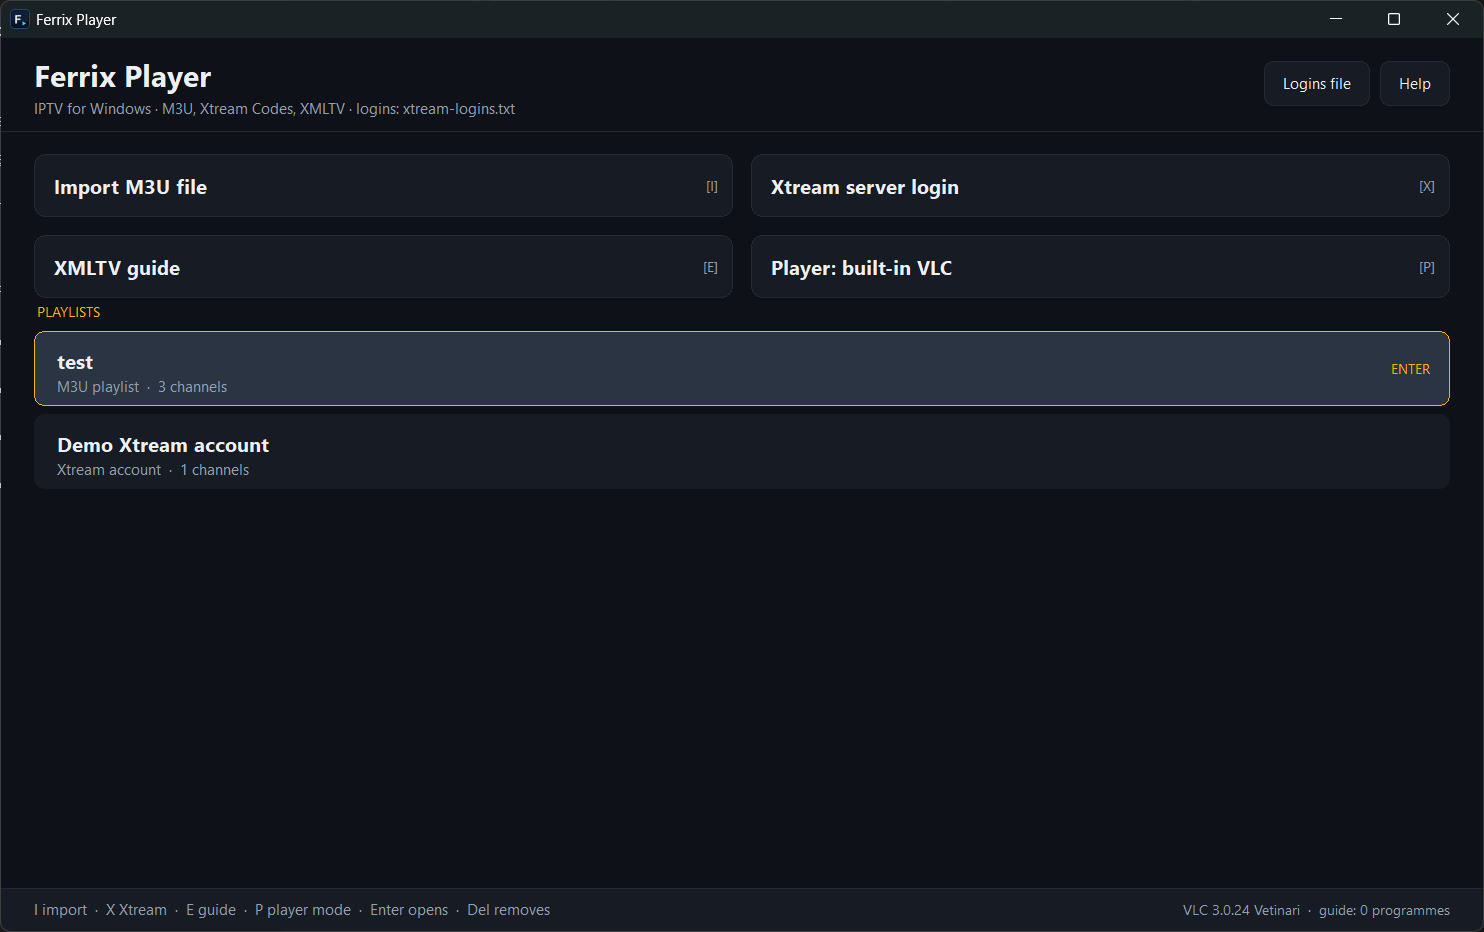 F. Ferrix Player
Ferrix Player
IPTV for Windows · M3U, Xtream Codes, XMLTV · logins: xtream-logins.txt
Logins file
Help
Import M3U file [I]
Xtream server login [X]
XMLTV guide [E]
Player: built-in VLC [P]
PLAYLISTS
test
M3U playlist · 3 channels
ENTER
Demo Xtream account
Xtream account · 1 channels
I import · X Xtream · E guide · P player mode · Enter opens · Del removes
VLC 3.0.24 Vetinari · guide: 0 programmes